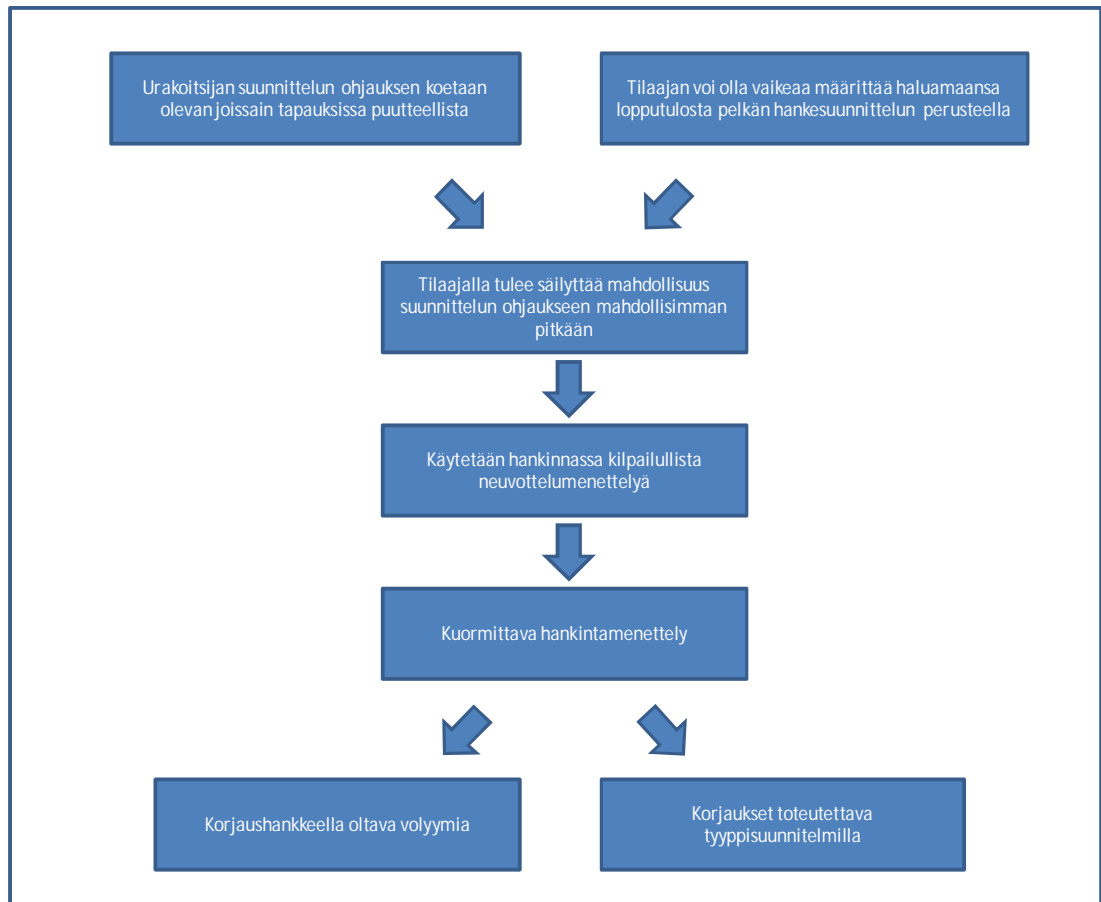 Urakoitsijan suunnittelun ohjauksen koetaan
olevan joissain tapauksissa puutteellista
Tilaajan voi olla vaikeaa määrittää haluamaansa
lopputulosta pelkän hankesuunnittelun perusteella
Tilaajalla tulee säilyttää mahdollisuus
suunnittelun ohjaukseen mahdollisimman
pitkään
Käytetään hankinnassa kilpailullista
neuvottelumenettelyä
Kuormittava hankintamenettely
Korjaushankkeella oltava volyymia
Korjaukset toteutettava
tyyppisuunnitelmilla